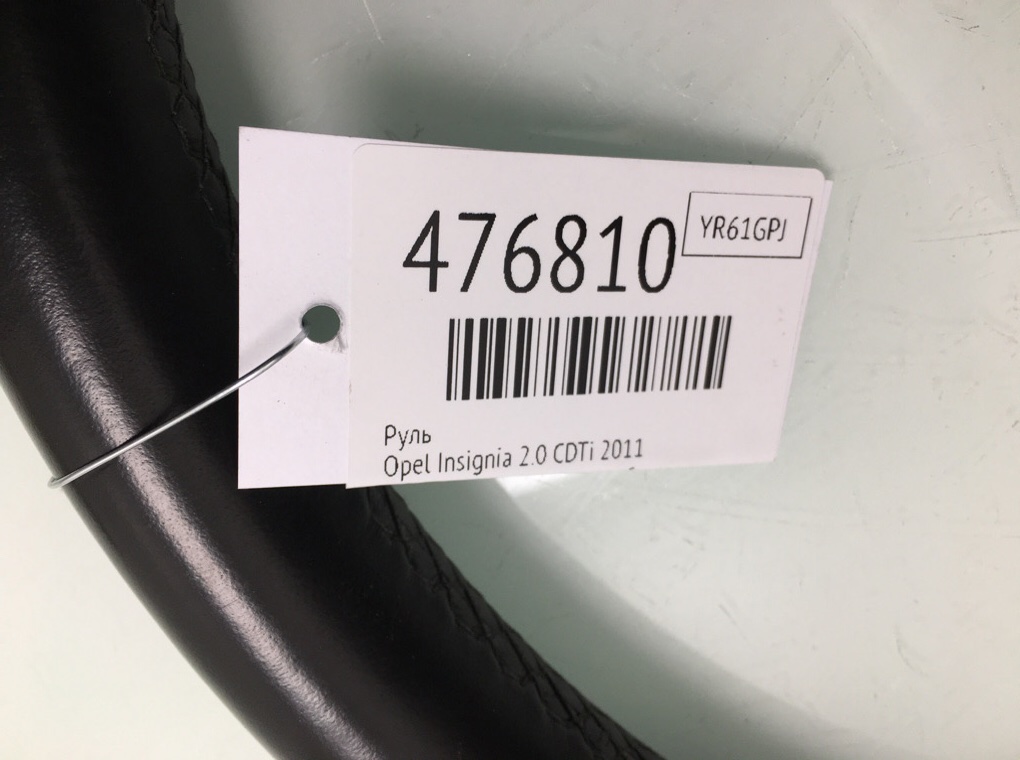 476810
YR61GPJ
Руль
Opel Insignia 2.0 CDTi 2011